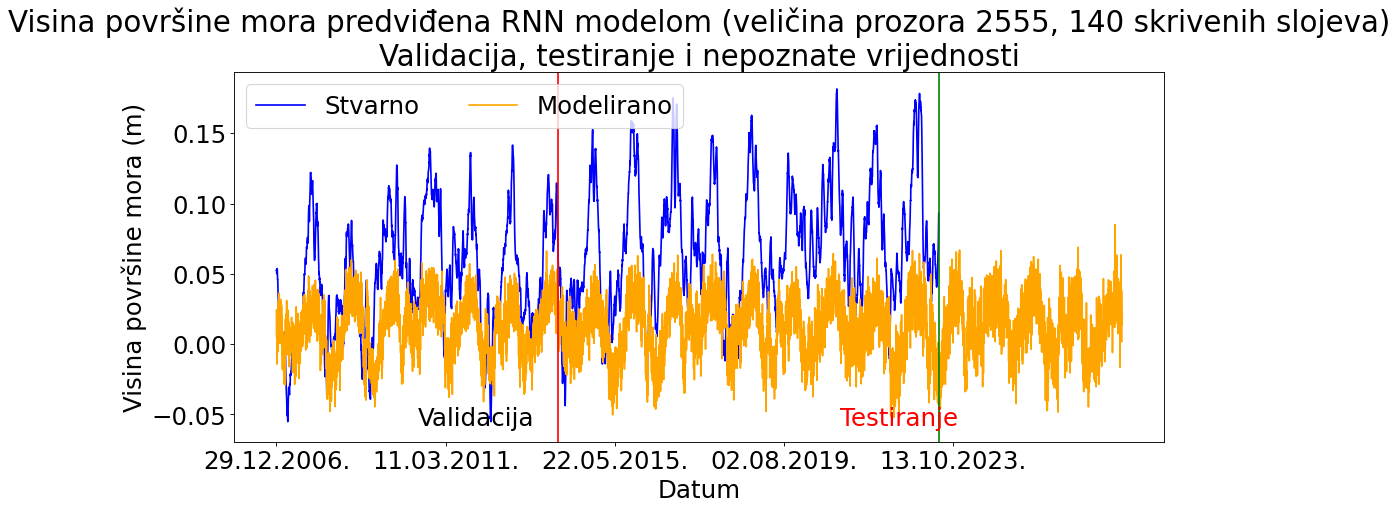 Visina površine mora predviđena RNN modelom (veličina prozora 2555, 140 skrivenih slojeva)
Validacija, testiranje i nepoznate vrijednosti
Stvarno Modelirano
Visina površine mora (m)
0.15
0.10
0.05
0.00
−0.05
Validacija Testiranje
29.12.2006. 11.03.2011. 22.05.2015. 02.08.2019. 13.10.2023.
Datum